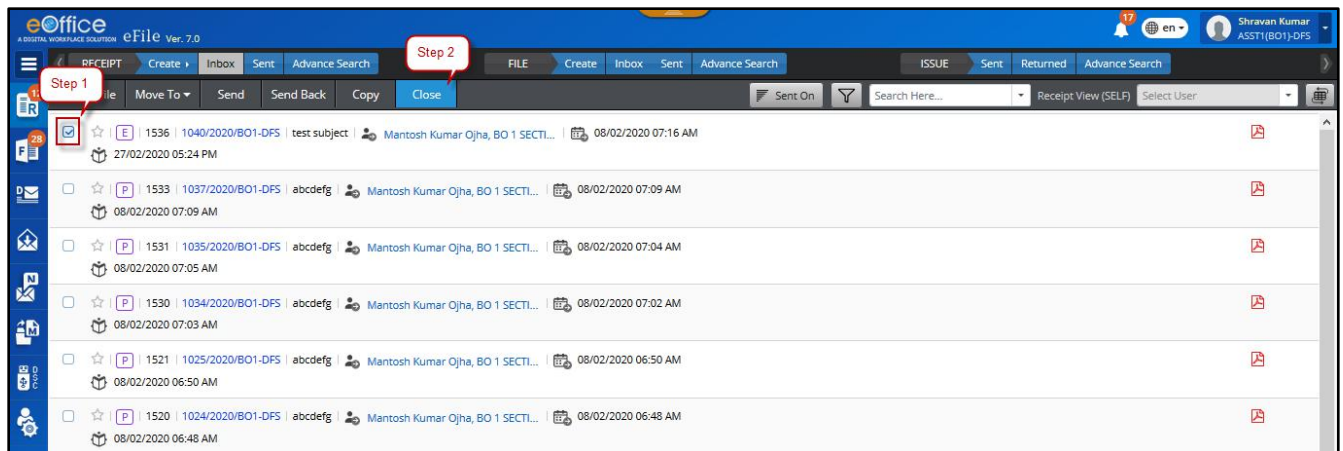 eOffice
A DIGITAL WORKPLACE SOLUTION eFile Ver. 7.0
17 en Shravan Kumar
ASST1(BO1)-DFS
RECEIPT Create Inbox Sent Advance Search Step 2 FILE Create Inbox Sent Advance Search ISSUE Sent Returned Advance Search
Step 1 Move To Send Send Back Copy Close Sent On Search Here... Receipt View (SELF) Select User
R
E 1536 1040/2020/BO1-DFS test subject Mantosh Kumar Ojha, BO 1 SECTI... 08/02/2020 07:16 AM
28 F
27/02/2020 05:24 PM
P 1533 1037/2020/BO1-DFS abcdefg Mantosh Kumar Ojha, BO 1 SECTI... 08/02/2020 07:09 AM
D
08/02/2020 07:09 AM
P 1531 1035/2020/BO1-DFS abcdefg Mantosh Kumar Ojha, BO 1 SECTI... 08/02/2020 07:04 AM
08/02/2020 07:05 AM
N
P 1530 1034/2020/BO1-DFS abcdefg Mantosh Kumar Ojha, BO 1 SECTI... 08/02/2020 07:02 AM
M
08/02/2020 07:03 AM
P 1521 1025/2020/BO1-DFS abcdefg Mantosh Kumar Ojha, BO 1 SECTI... 08/02/2020 06:50 AM
DSC
08/02/2020 06:50 AM
P 1520 1024/2020/BO1-DFS abcdefg Mantosh Kumar Ojha, BO 1 SECTI... 08/02/2020 06:48 AM
08/02/2020 06:48 AM